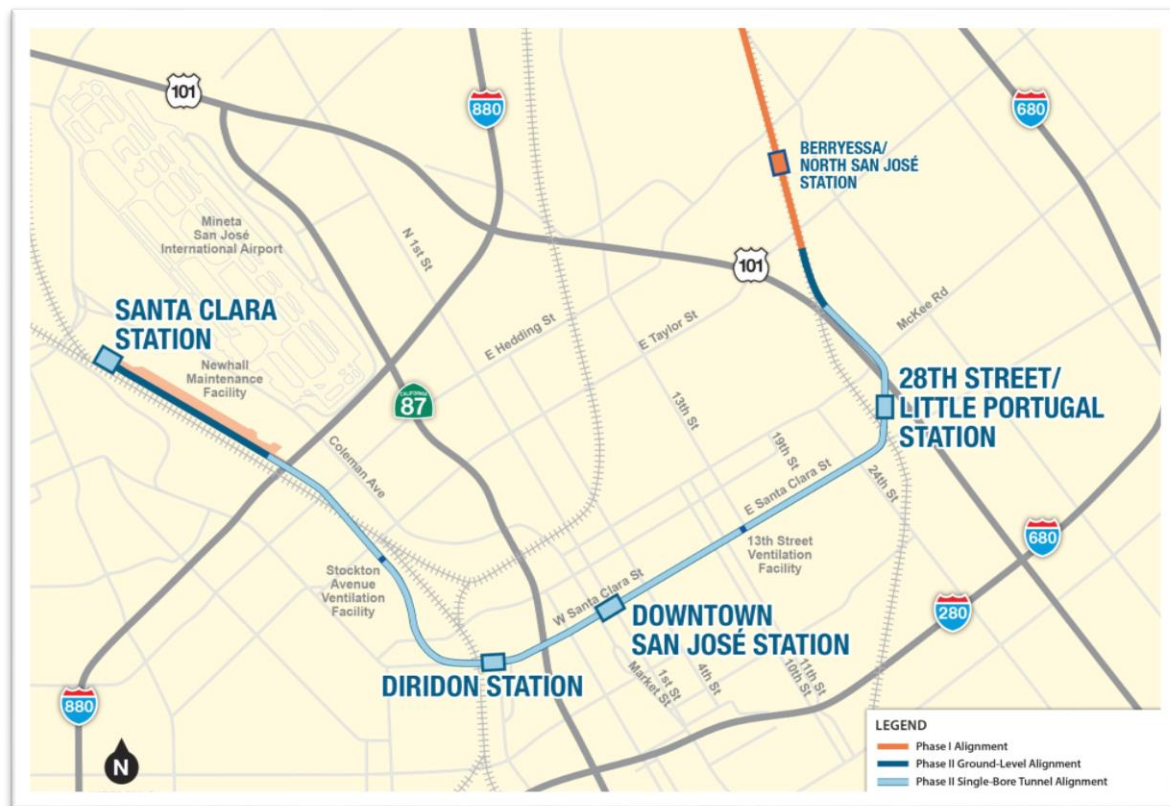 101
880
680
BERRYESSA/
NORTH SAN JOSÉ
STATION
Mineta
San José
International Airport
N 1st St
101
McKee Rd
SANTA CLARA
STATION
E Hedding St
E Taylor St
Newhall
Maintenance
Facility
CALIFORNIA
87
28TH STREET/
LITTLE PORTUGAL
STATION
13th St
19th St
24th St
Coleman Ave
E Santa Clara St
680
13th Street
Ventilation
Facility
Stockton
Avenue
Ventilation
Facility
W Santa Clara St
DOWNTOWN
SAN JOSÉ STATION
280
DIRIDON STATION
Market St
1st St
4th St
10th St
11th St
880
N
LEGEND
Phase I Alignment
Phase II Ground-Level Alignment
Phase II Single-Bore Tunnel Alignment